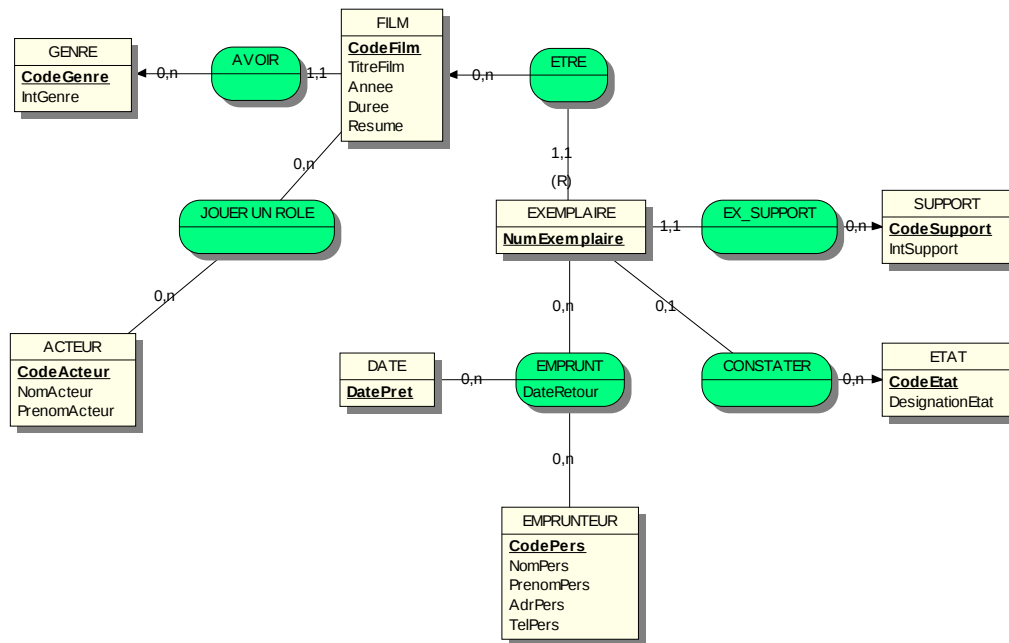 GENRE
CodeGenre
IntGenre
0,n
AVOIR
1,1
FILM
CodeFilm
TitreFilm
Annee
Duree
Resume
0,n
ETRE
1,1
(R)
0,n
JOUER UN ROLE
0,n
EXEMPLAIRE
NumExemplaire
1,1
EX_SUPPORT
0,n
SUPPORT
CodeSupport
IntSupport
ACTEUR
CodeActeur
NomActeur
PrenomActeur
0,n
0,1
DATE
DatePret
0,n
EMPRUNT
DateRetour
CONSTATER
0,n
ETAT
CodeEtat
DesignationEtat
0,n
EMPRUNTEUR
CodePers
NomPers
PrenomPers
AdrPers
TelPers